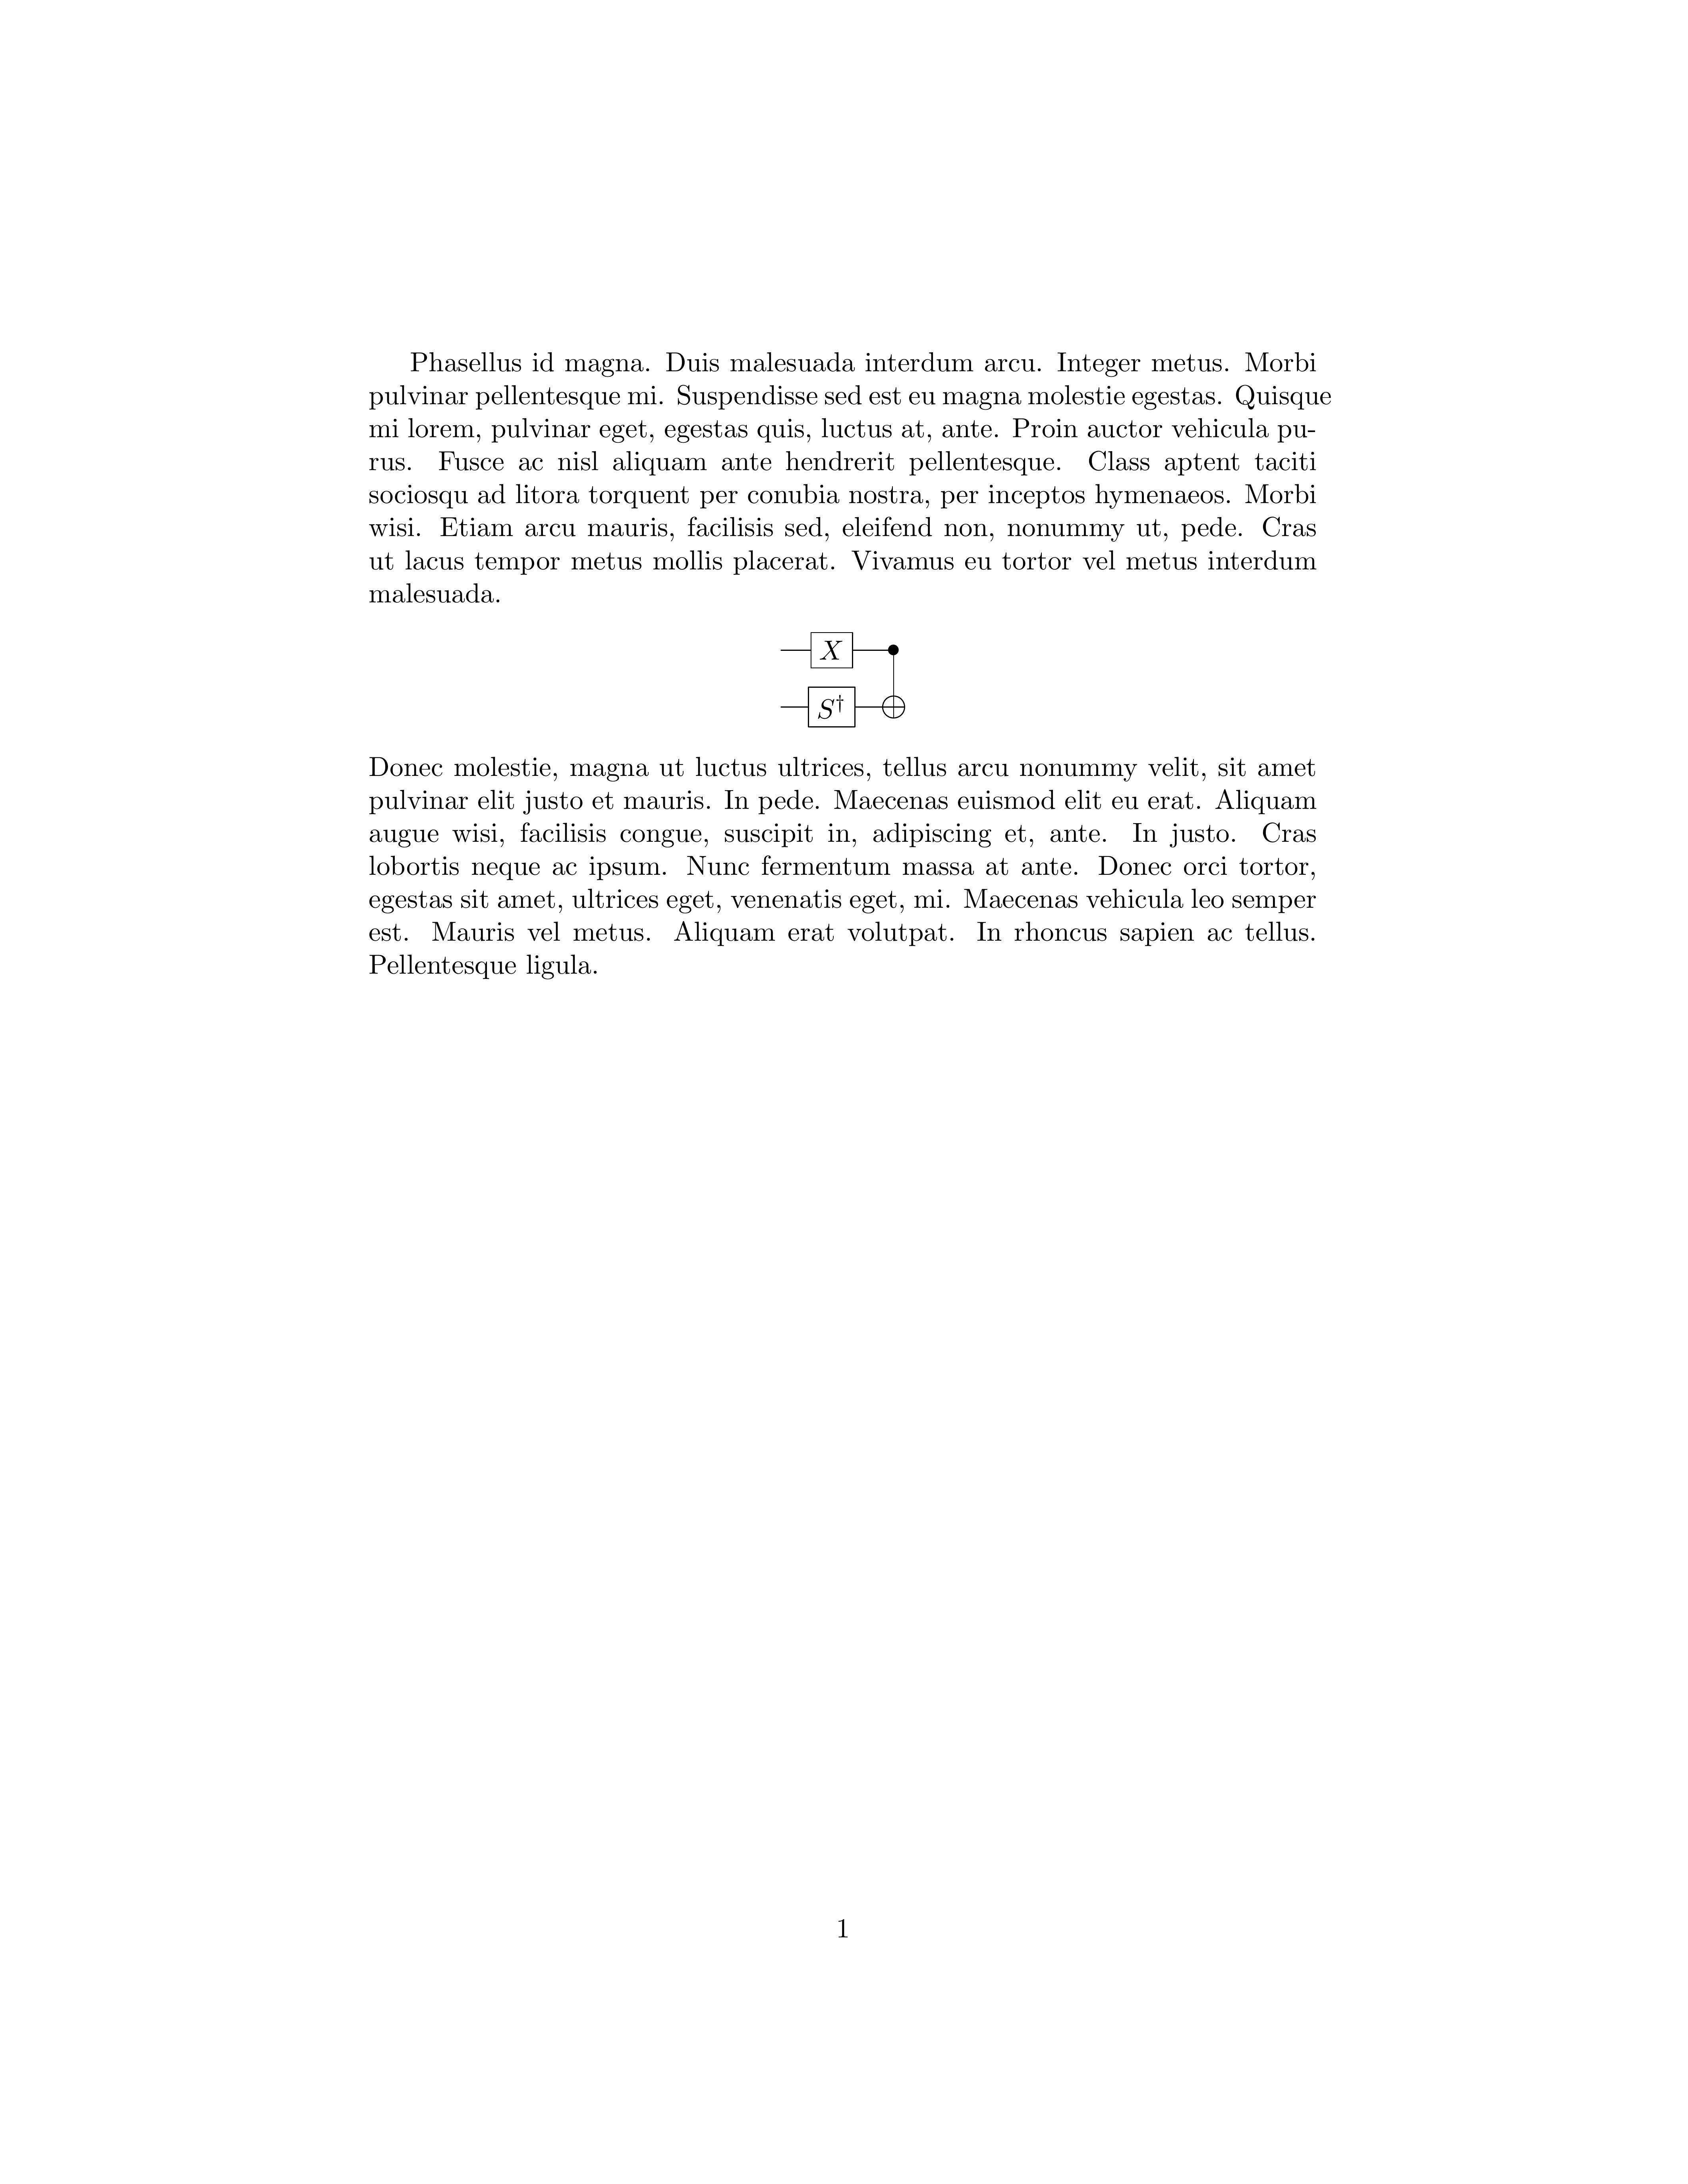 Phasellus id magna. Duis malesuada interdum arcu. Integer metus. Morbi
pulvinar pellentesque mi. Suspendisse sed est eu magna molestie egestas. Quisque
mi lorem, pulvinar eget, egestas quis, luctus at, ante. Proin auctor vehicula pu-
rus. Fusce ac nisl aliquam ante hendrerit pellentesque. Class aptent taciti
sociosqu ad litora torquent per conubia nostra, per inceptos hymenaeos. Morbi
wisi. Etiam arcu mauris, facilisis sed, eleifend non, nonummy ut, pede. Cras
ut lacus tempor metus mollis placerat. Vivamus eu tortor vel metus interdum
malesuada.
X
S†
Donec molestie, magna ut luctus ultrices, tellus arcu nonummy velit, sit amet
pulvinar elit justo et mauris. In pede. Maecenas euismod elit eu erat. Aliquam
augue wisi, facilisis congue, suscipit in, adipiscing et, ante. In justo. Cras
lobortis neque ac ipsum. Nunc fermentum massa at ante. Donec orci tortor,
egestas sit amet, ultrices eget, venenatis eget, mi. Maecenas vehicula leo semper
est. Mauris vel metus. Aliquam erat volutpat. In rhoncus sapien ac tellus.
Pellentesque ligula.
1